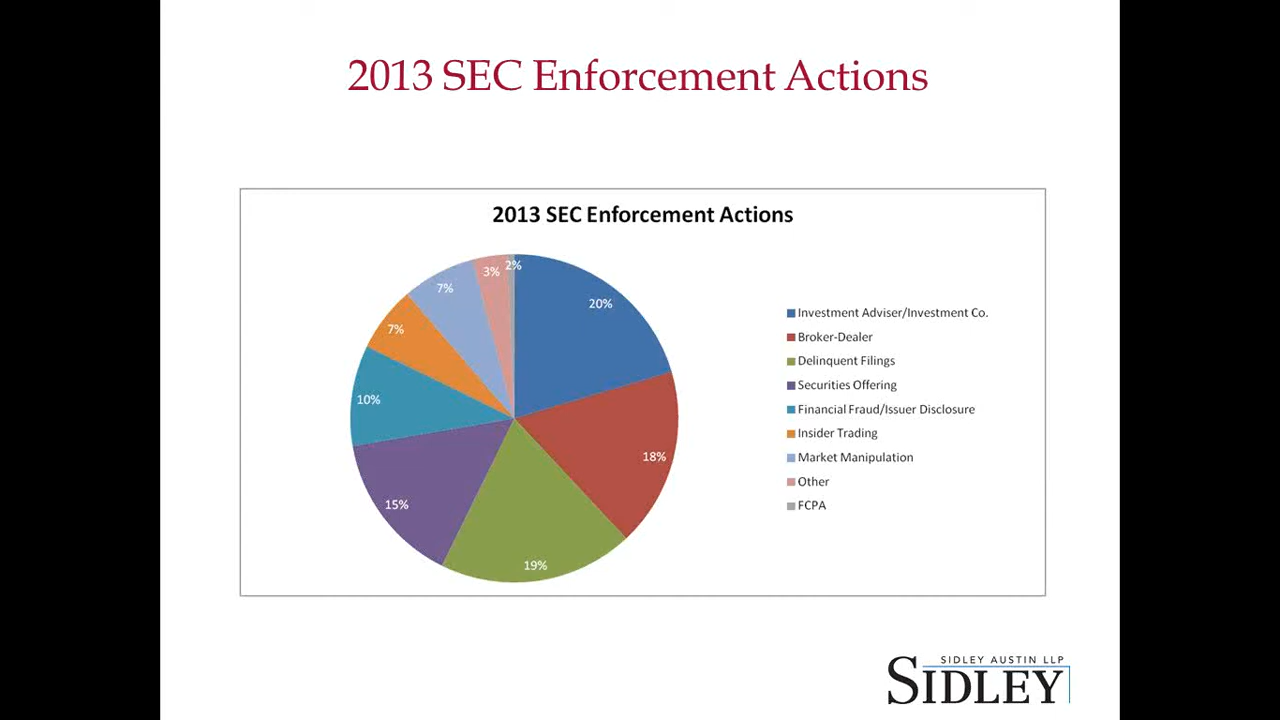 2013 SEC Enforcement Actions
2013 SEC Enforcement Actions
3%
2%
7%
20%
7%
10%
18%
15%
19%
Investment Adviser/Investment Co.
Broker-Dealer
Delinquent Filings
Securities Offering
Financial Fraud/Issuer Disclosure
Insider Trading
Market Manipulation
Other
FCPA
SIDLEY AUSTIN LLP
SIDLEY